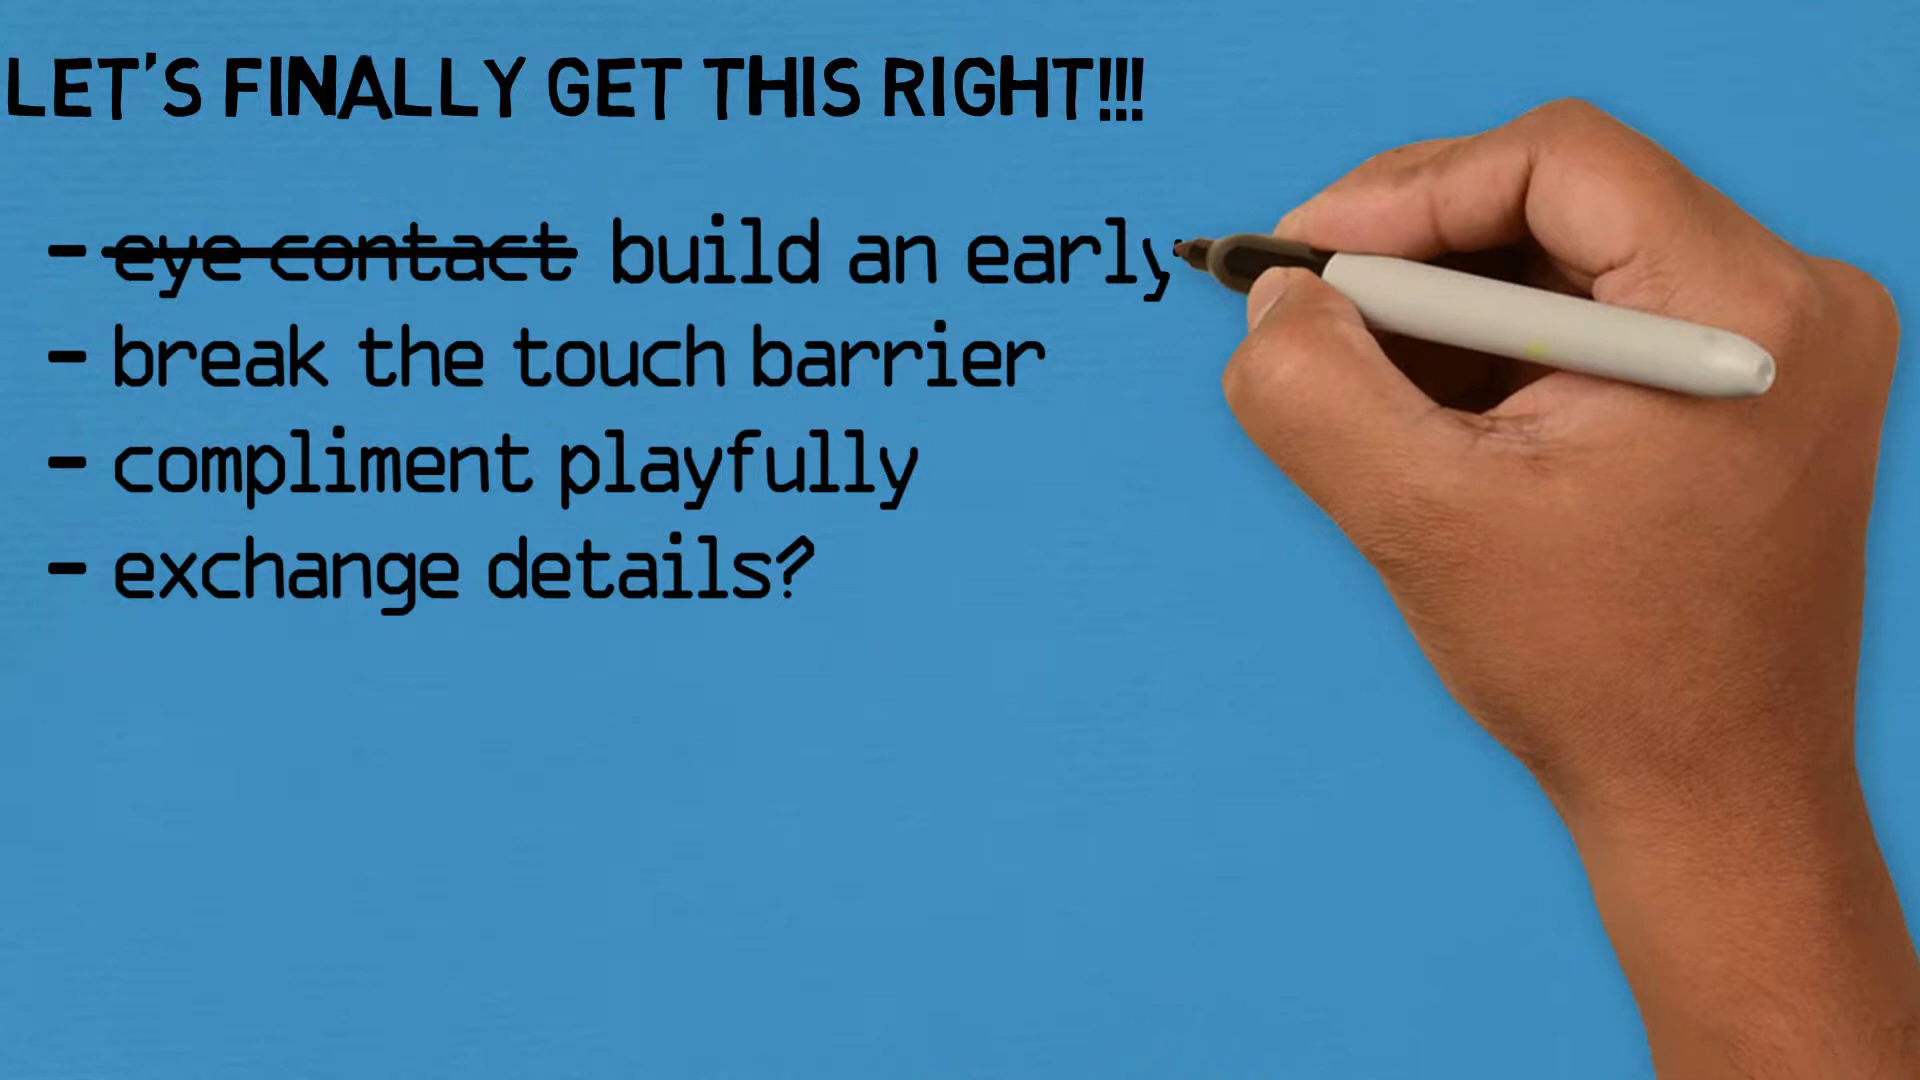 LET'S FINALLY GET THIS RIGHT!!!
- eye contact build an early
- break the touch barrier
- compliment playfully
- exchange details?